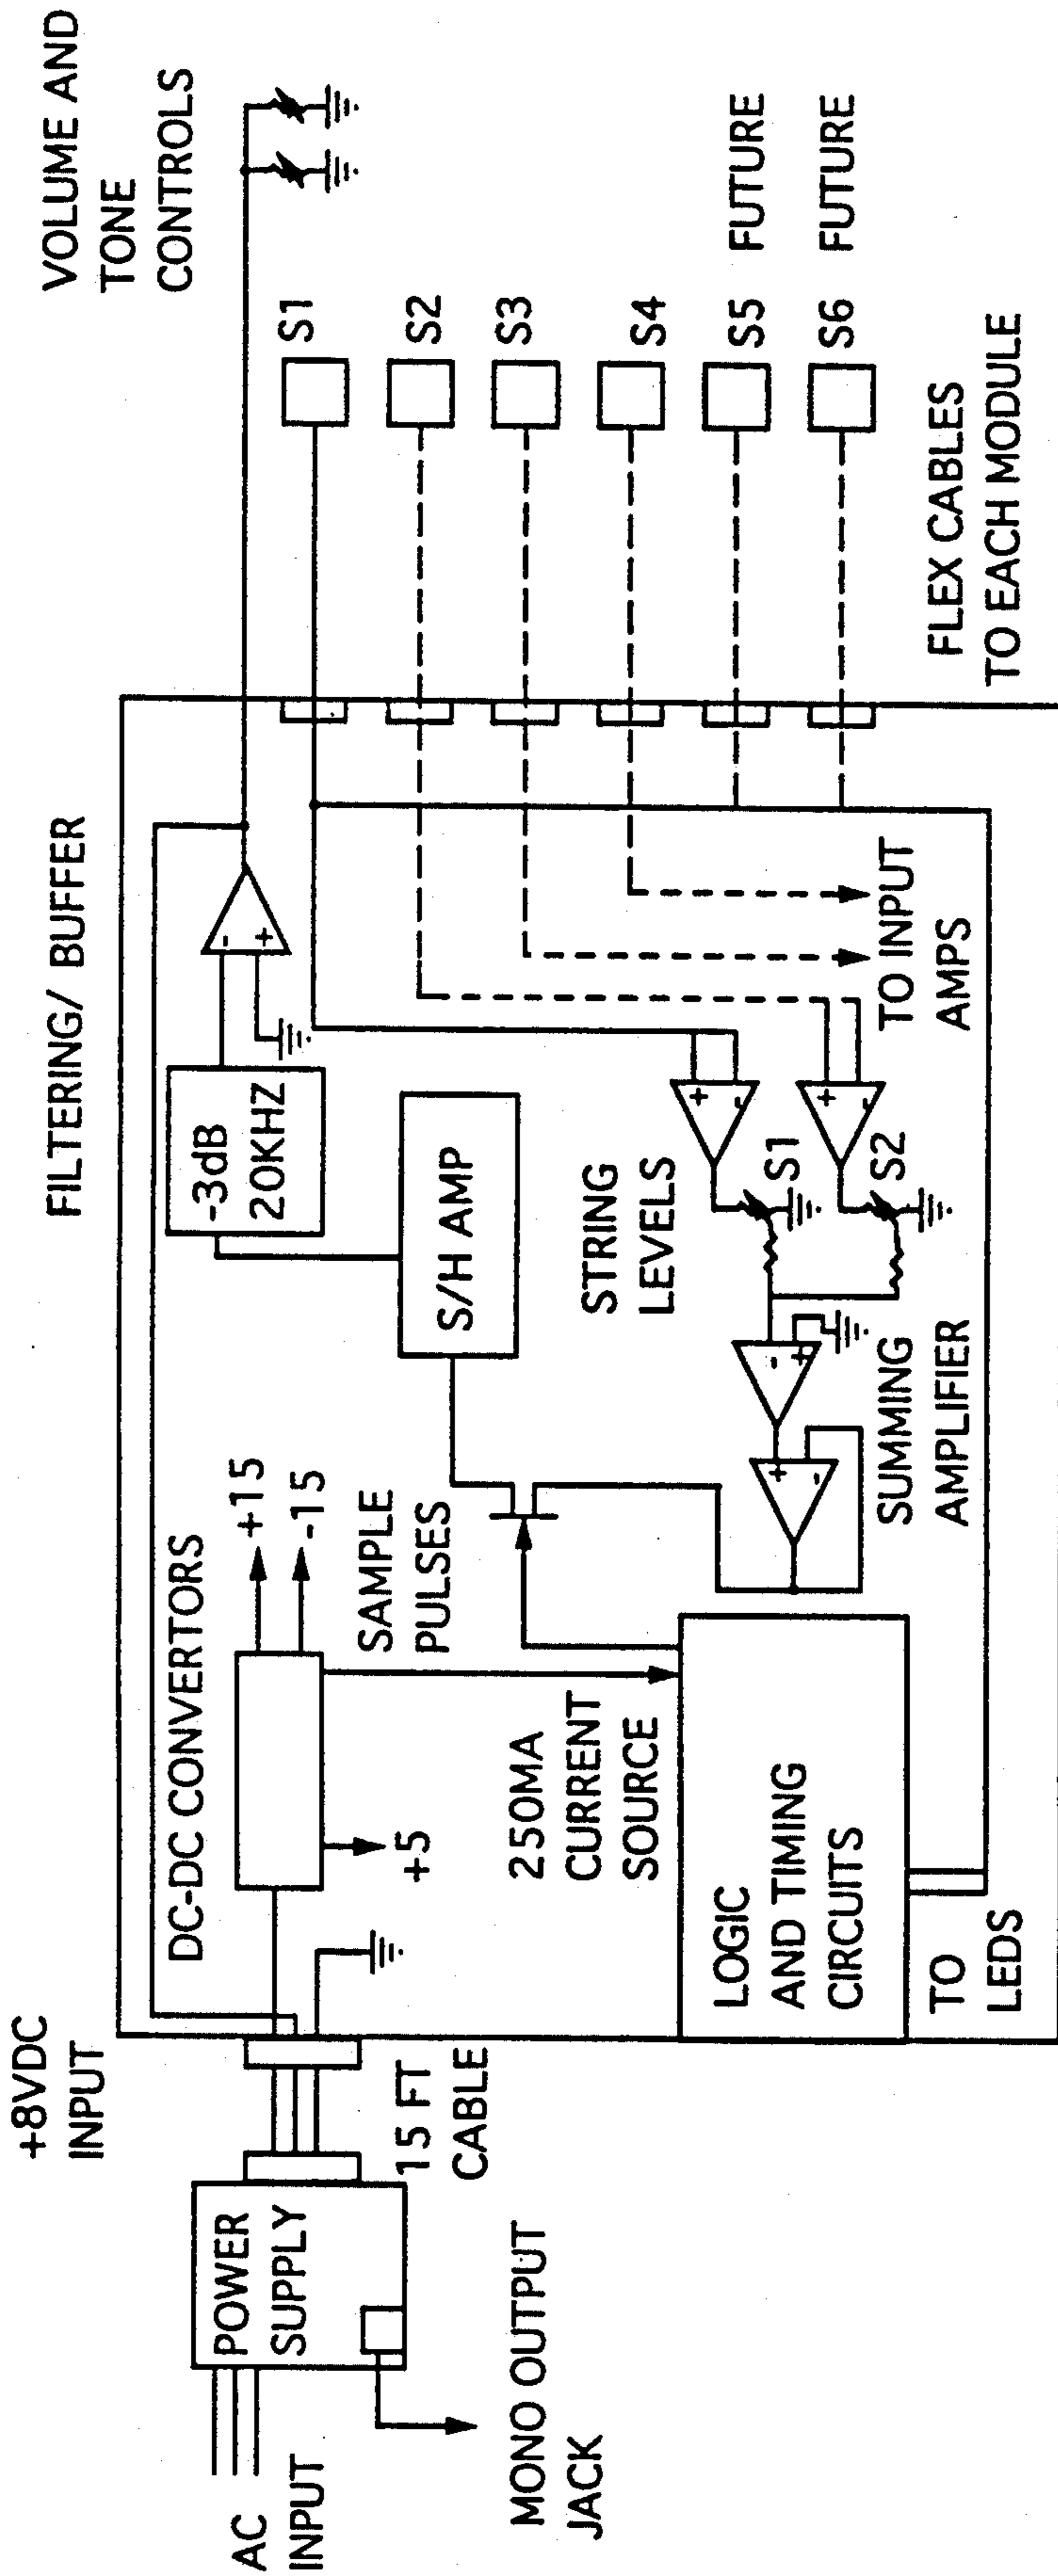 +8VDC
INPUT
FILTERING/ BUFFER
VOLUME AND
TONE
CONTROLS
DC-DC CONVERTORS
+15
-15
+5
-3dB
20KHZ
-
+
POWER
SUPPLY
AC
INPUT
15 FT
CABLE
MONO OUTPUT
JACK
SAMPLE
PULSES
S/H AMP
250MA
CURRENT
SOURCE
STRING
LEVELS
+
-
S1
+
-
S2
-
+
+
-
SUMMING
AMPLIFIER
TO INPUT
AMPS
LOGIC
AND TIMING
CIRCUITS
TO
LEDS
S1
S2
S3
S4
S5
FUTURE
S6
FUTURE
FLEX CABLES
TO EACH MODULE